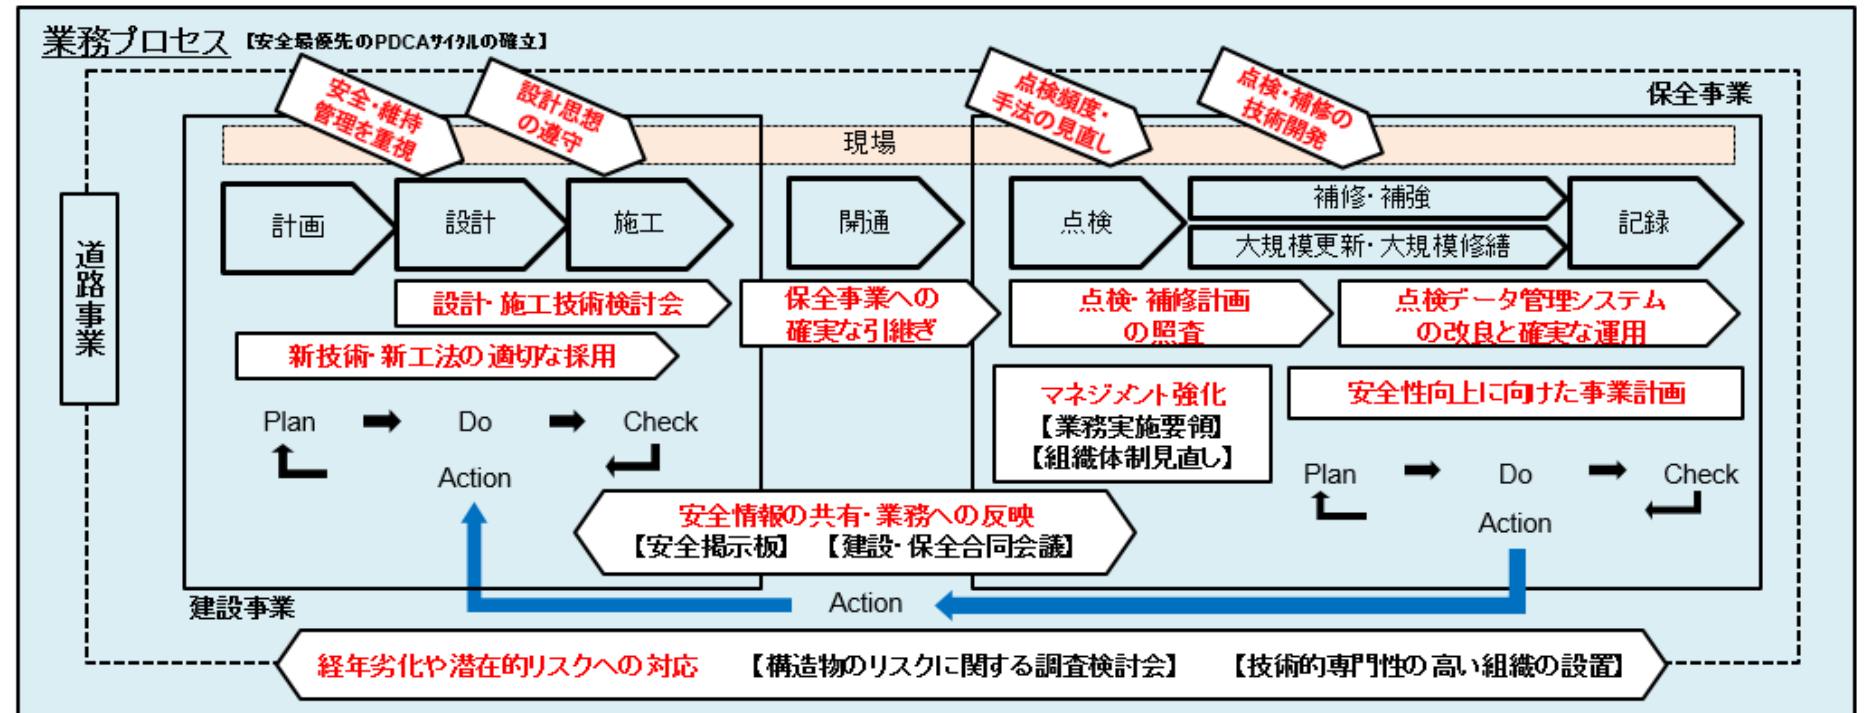 業務プロセス【安全最優先のPDCAサイクルの確立】
安全・維持
管理を重視
設計思想
の遵守
点検頻度・
手法の見直し
点検・補修の
技術開発
保全事業
現場
道路事業
計画
設計
施工
開通
点検
補修・補強
大規模更新・大規模修繕
記録
設計・施工技術検討会
保全事業への
確実な引継ぎ
点検・補修計画
の照査
点検データ管理システム
の改良と確実な運用
新技術・新工法の適切な採用
マネジメント強化
【業務実施要領】
【組織体制見直し】
安全性向上に向けた事業計画
Plan
Do
Check
Action
Plan
Do
Check
Action
安全情報の共有・業務への反映
【安全掲示板】 【建設・保全合同会議】
建設事業
Action
経年劣化や潜在的リスクへの対応 【構造物のリスクに関する調査検討会】 【技術的専門性の高い組織の設置】